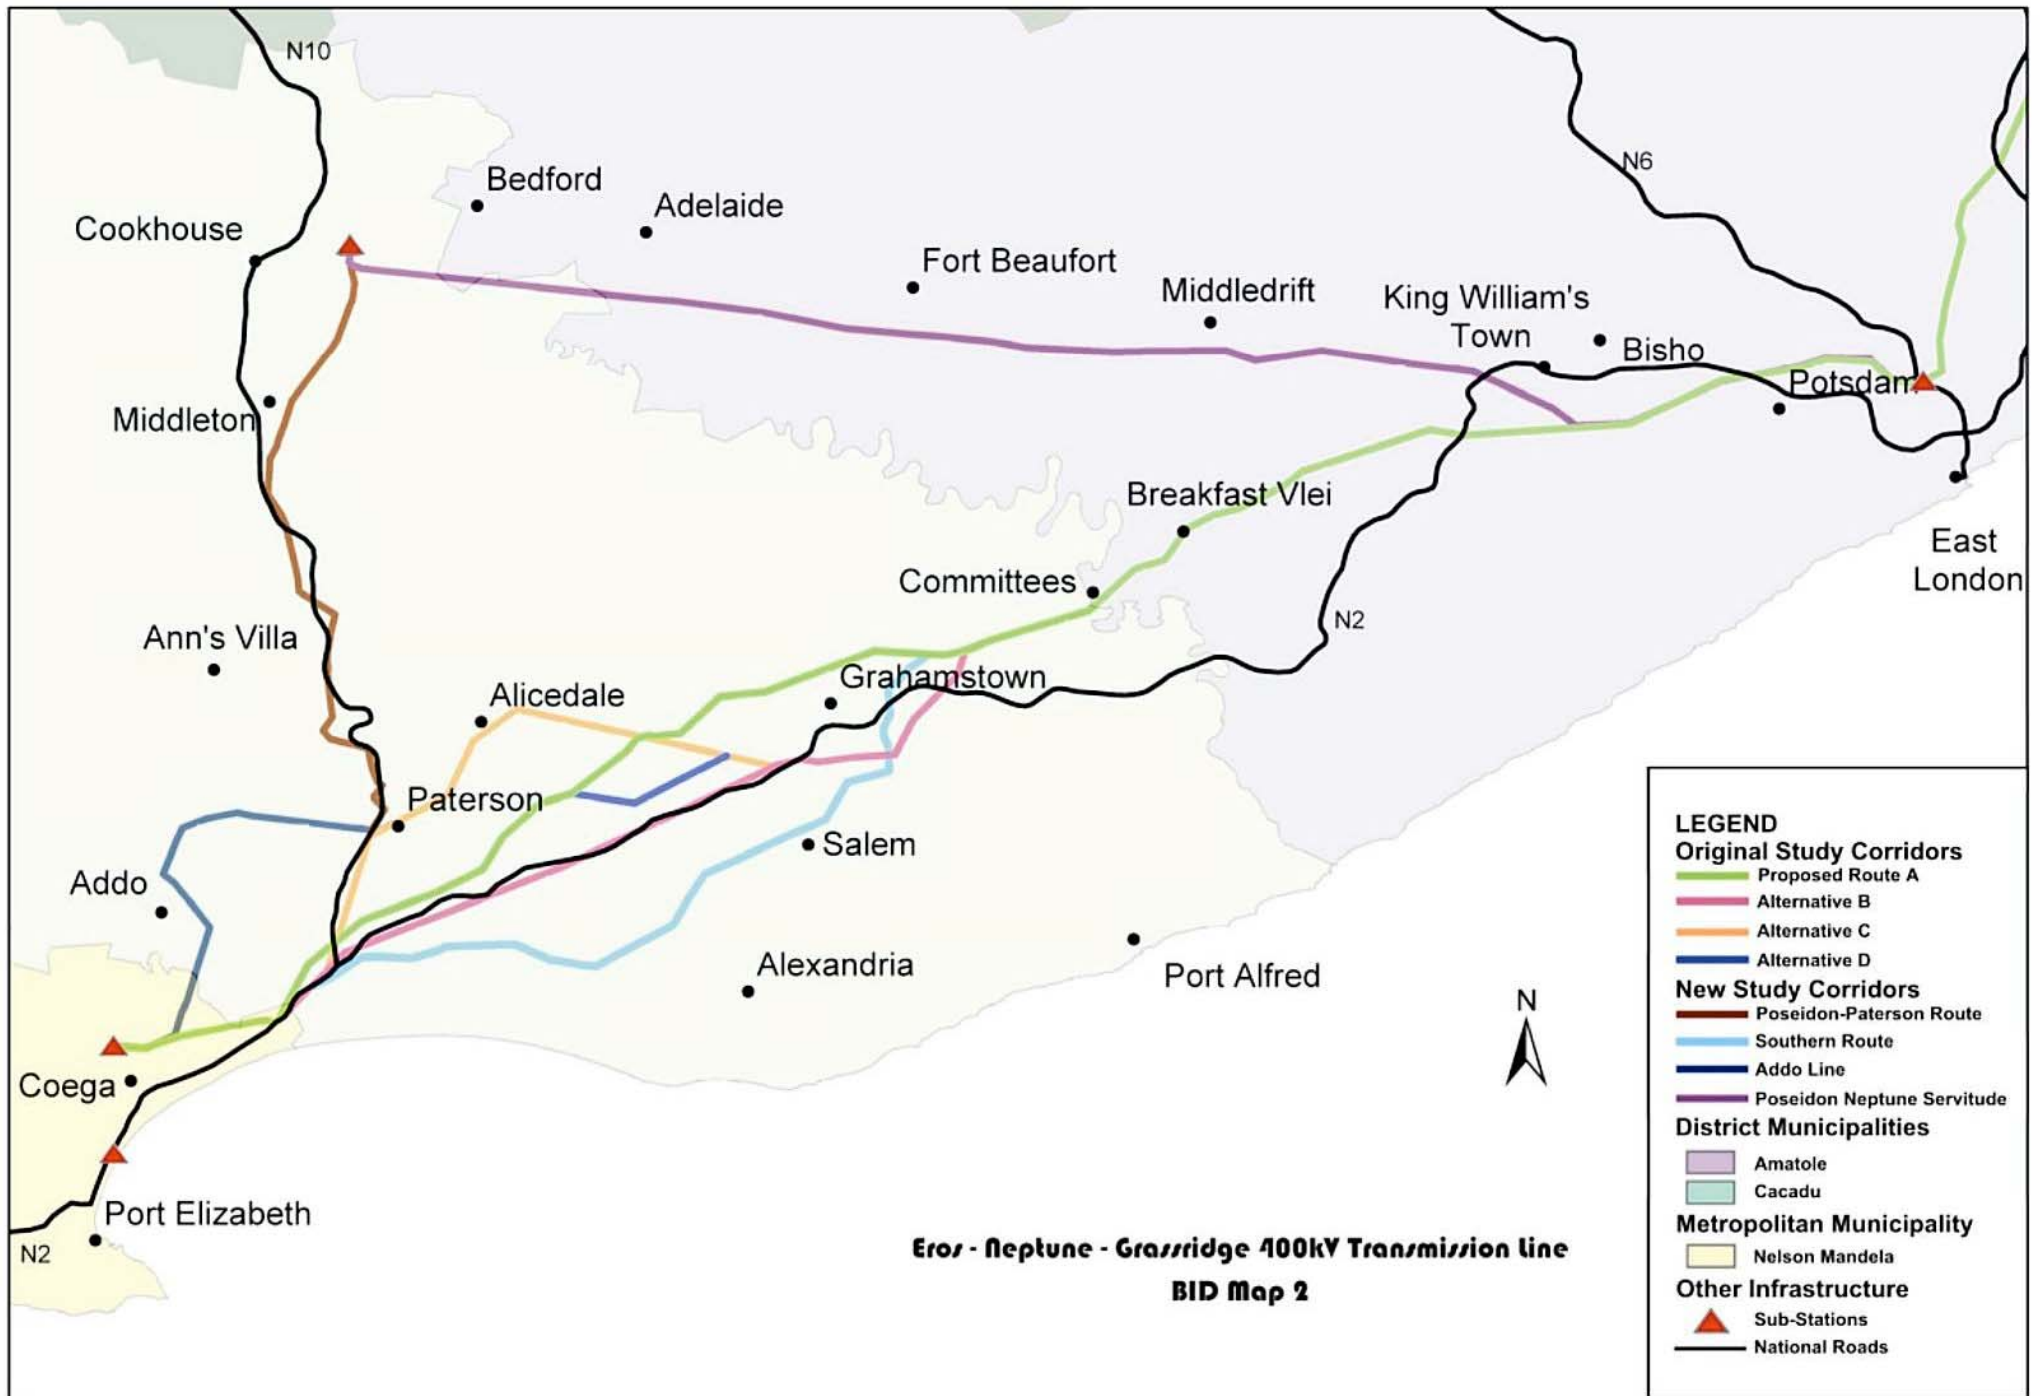 N10
Bedford
Adelaide
Cookhouse
Fort Beaufort
Middledrift
King William's
Town
Bisho
N6
Potsdam
Middleton
Breakfast Vlei
East
London
Committees
N2
Ann's Villa
Grahamstown
Alicedale
Paterson
Salem
Addo
Alexandria
Port Alfred
N
Coega
Port Elizabeth
N2
Eros - Neptune - Grassridge 400kV Transmission Line
BID Map 2
LEGEND
Original Study Corridors
Proposed Route A
Alternative B
Alternative C
Alternative D
New Study Corridors
Poseidon-Paterson Route
Southern Route
Addo Line
Poseidon Neptune Servitude
District Municipalities
Amatole
Cacadu
Metropolitan Municipality
Nelson Mandela
Other Infrastructure
Sub-Stations
National Roads